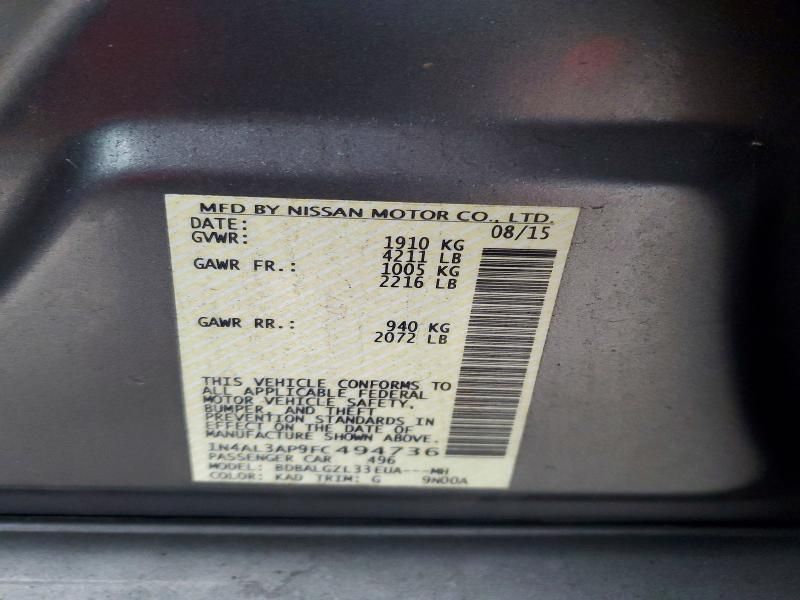 MFD BY NISSAN MOTOR CO., LTD.
DATE: 08/15
GVWR: 1910 KG
4211 LB
GAWR FR.: 1005 KG
2216 LB
GAWR RR.: 940 KG
2072 LB
THIS VEHICLE CONFORMS TO
ALL APPLICABLE FEDERAL
MOTOR VEHICLE SAFETY,
BUMPER, AND THEFT
PREVENTION STANDARDS IN
EFFECT ON THE DATE OF
MANUFACTURE SHOWN ABOVE.
1N4AL3AP9FC494736
PASSENGER CAR 496
MODEL: BDBALGZL33EUA---MH
COLOR: KAD TRIM: G 9N00A